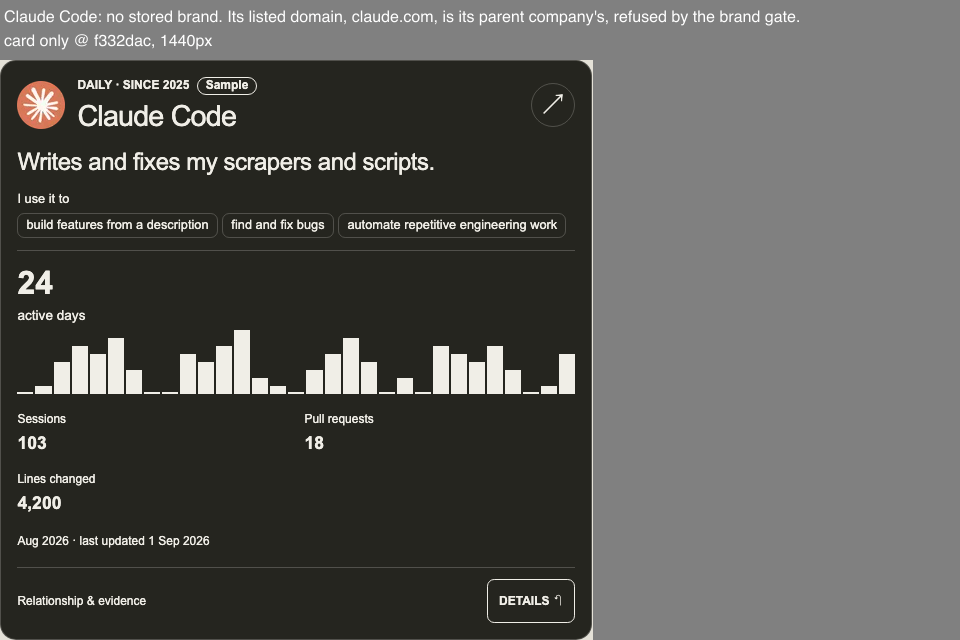 Claude Code: no stored brand. Its listed domain, claude.com, is its parent company's, refused by the brand gate.
card only @ f332dac, 1440px
DAILY · SINCE 2025 Sample
Claude Code
Writes and fixes my scrapers and scripts.
I use it to
build features from a description find and fix bugs automate repetitive engineering work
24
active days
Sessions Pull requests
103 18
Lines changed
4,200
Aug 2026 · last updated 1 Sep 2026
Relationship & evidence DETAILS